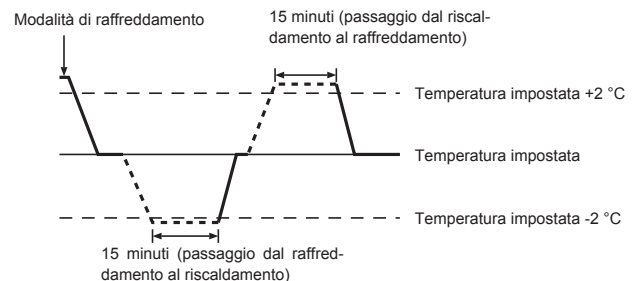 Modalità di raffreddamento
15 minuti (passaggio dal riscal-
damento al raffreddamento)
Temperatura impostata +2 °C
Temperatura impostata
Temperatura impostata -2 °C
15 minuti (passaggio dal raffred-
damento al riscaldamento)